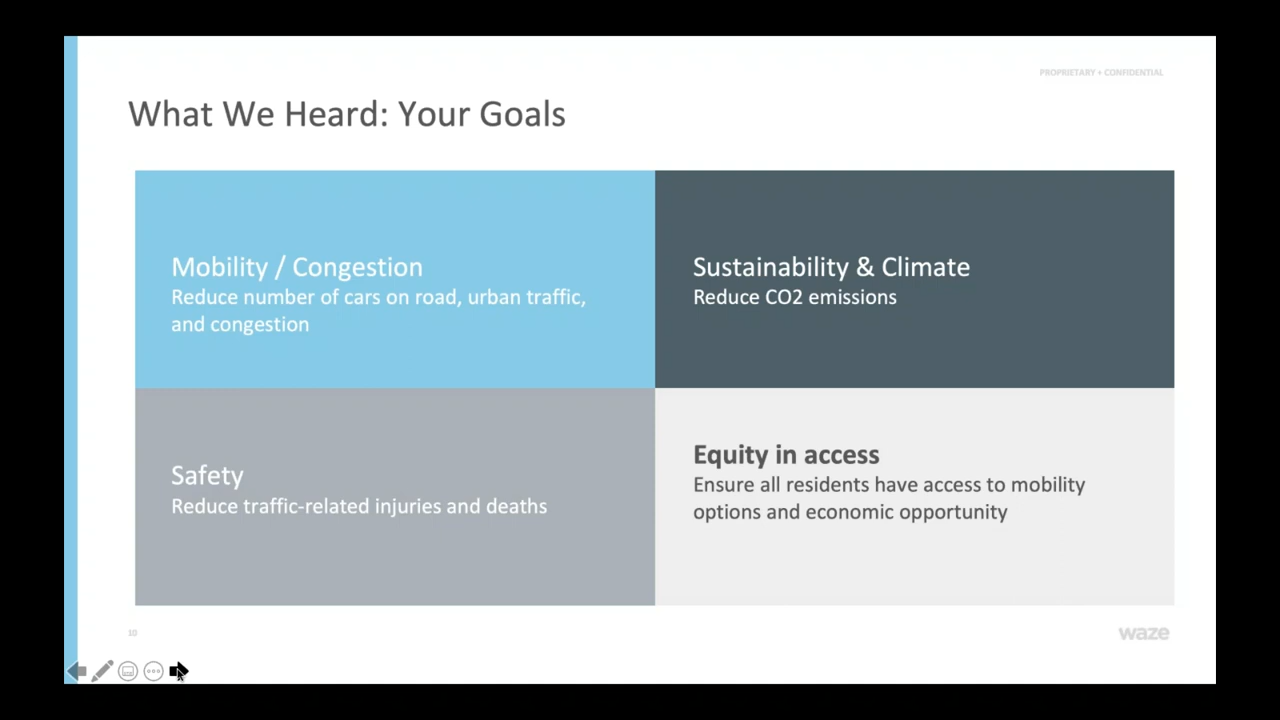 PROPRIETARY + CONFIDENTIAL
What We Heard: Your Goals
Mobility / Congestion
Reduce number of cars on road, urban traffic,
and congestion
Sustainability & Climate
Reduce CO2 emissions
Safety
Reduce traffic-related injuries and deaths
Equity in access
Ensure all residents have access to mobility
options and economic opportunity
10
waze